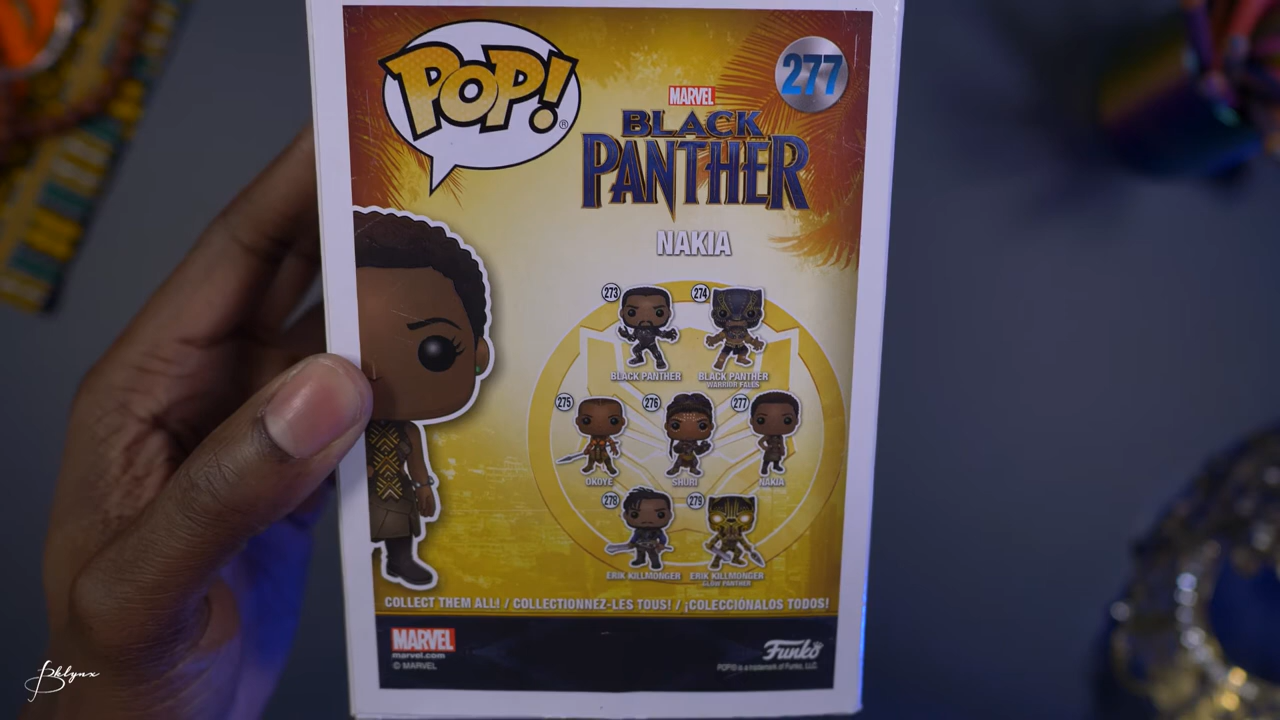 POP!®
277
MARVEL
BLACK
PANTHER
NAKIA
273
274
BLACK PANTHER
BLACK PANTHER
WARRIOR FALLS
275
276
277
OKOYE
SHURI
NAKIA
278
279
ERIK KILLMONGER
ERIK KILLMONGER
GLOW PANTHER
COLLECT THEM ALL! / COLLECTIONNEZ-LES TOUS! / ¡COLECCIÓNALOS TODOS!
MARVEL
marvel.com
© MARVEL
Funko
POP! is a trademark of Funko, LLC.
Bklynx